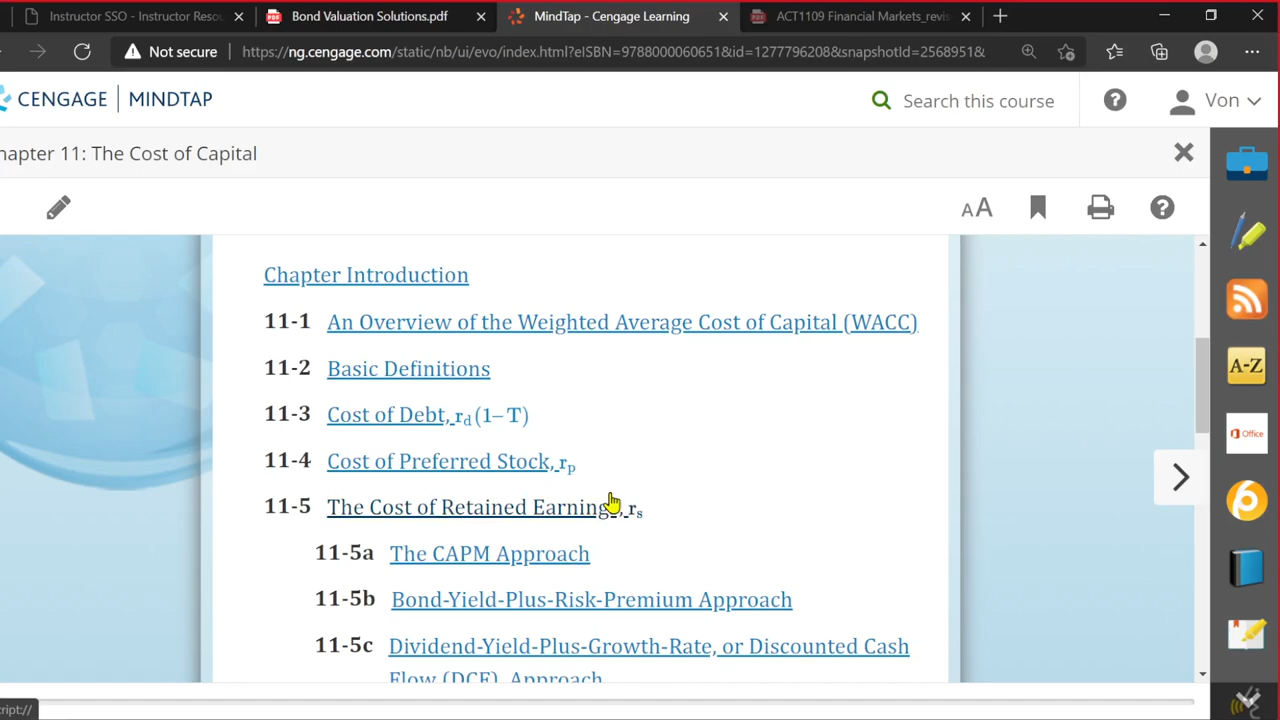 Instructor SSO - Instructor Resou
Bond Valuation Solutions.pdf
MindTap - Cengage Learning
ACT1109 Financial Markets_revis
Not secure
https://ng.cengage.com/static/nb/ui/evo/index.html?eISBN=9788000060651&id=1277796208&snapshotId=2568951&
CENGAGE MINDTAP
Search this course
Von
hapter 11: The Cost of Capital
AA
Chapter Introduction
11-1 An Overview of the Weighted Average Cost of Capital (WACC)
11-2 Basic Definitions
11-3 Cost of Debt, rd(1–T)
11-4 Cost of Preferred Stock, rp
11-5 The Cost of Retained Earnings, rs
11-5a The CAPM Approach
11-5b Bond-Yield-Plus-Risk-Premium Approach
11-5c Dividend-Yield-Plus-Growth-Rate, or Discounted Cash
Flow (DCF), Approach
A-Z
Office
cript://